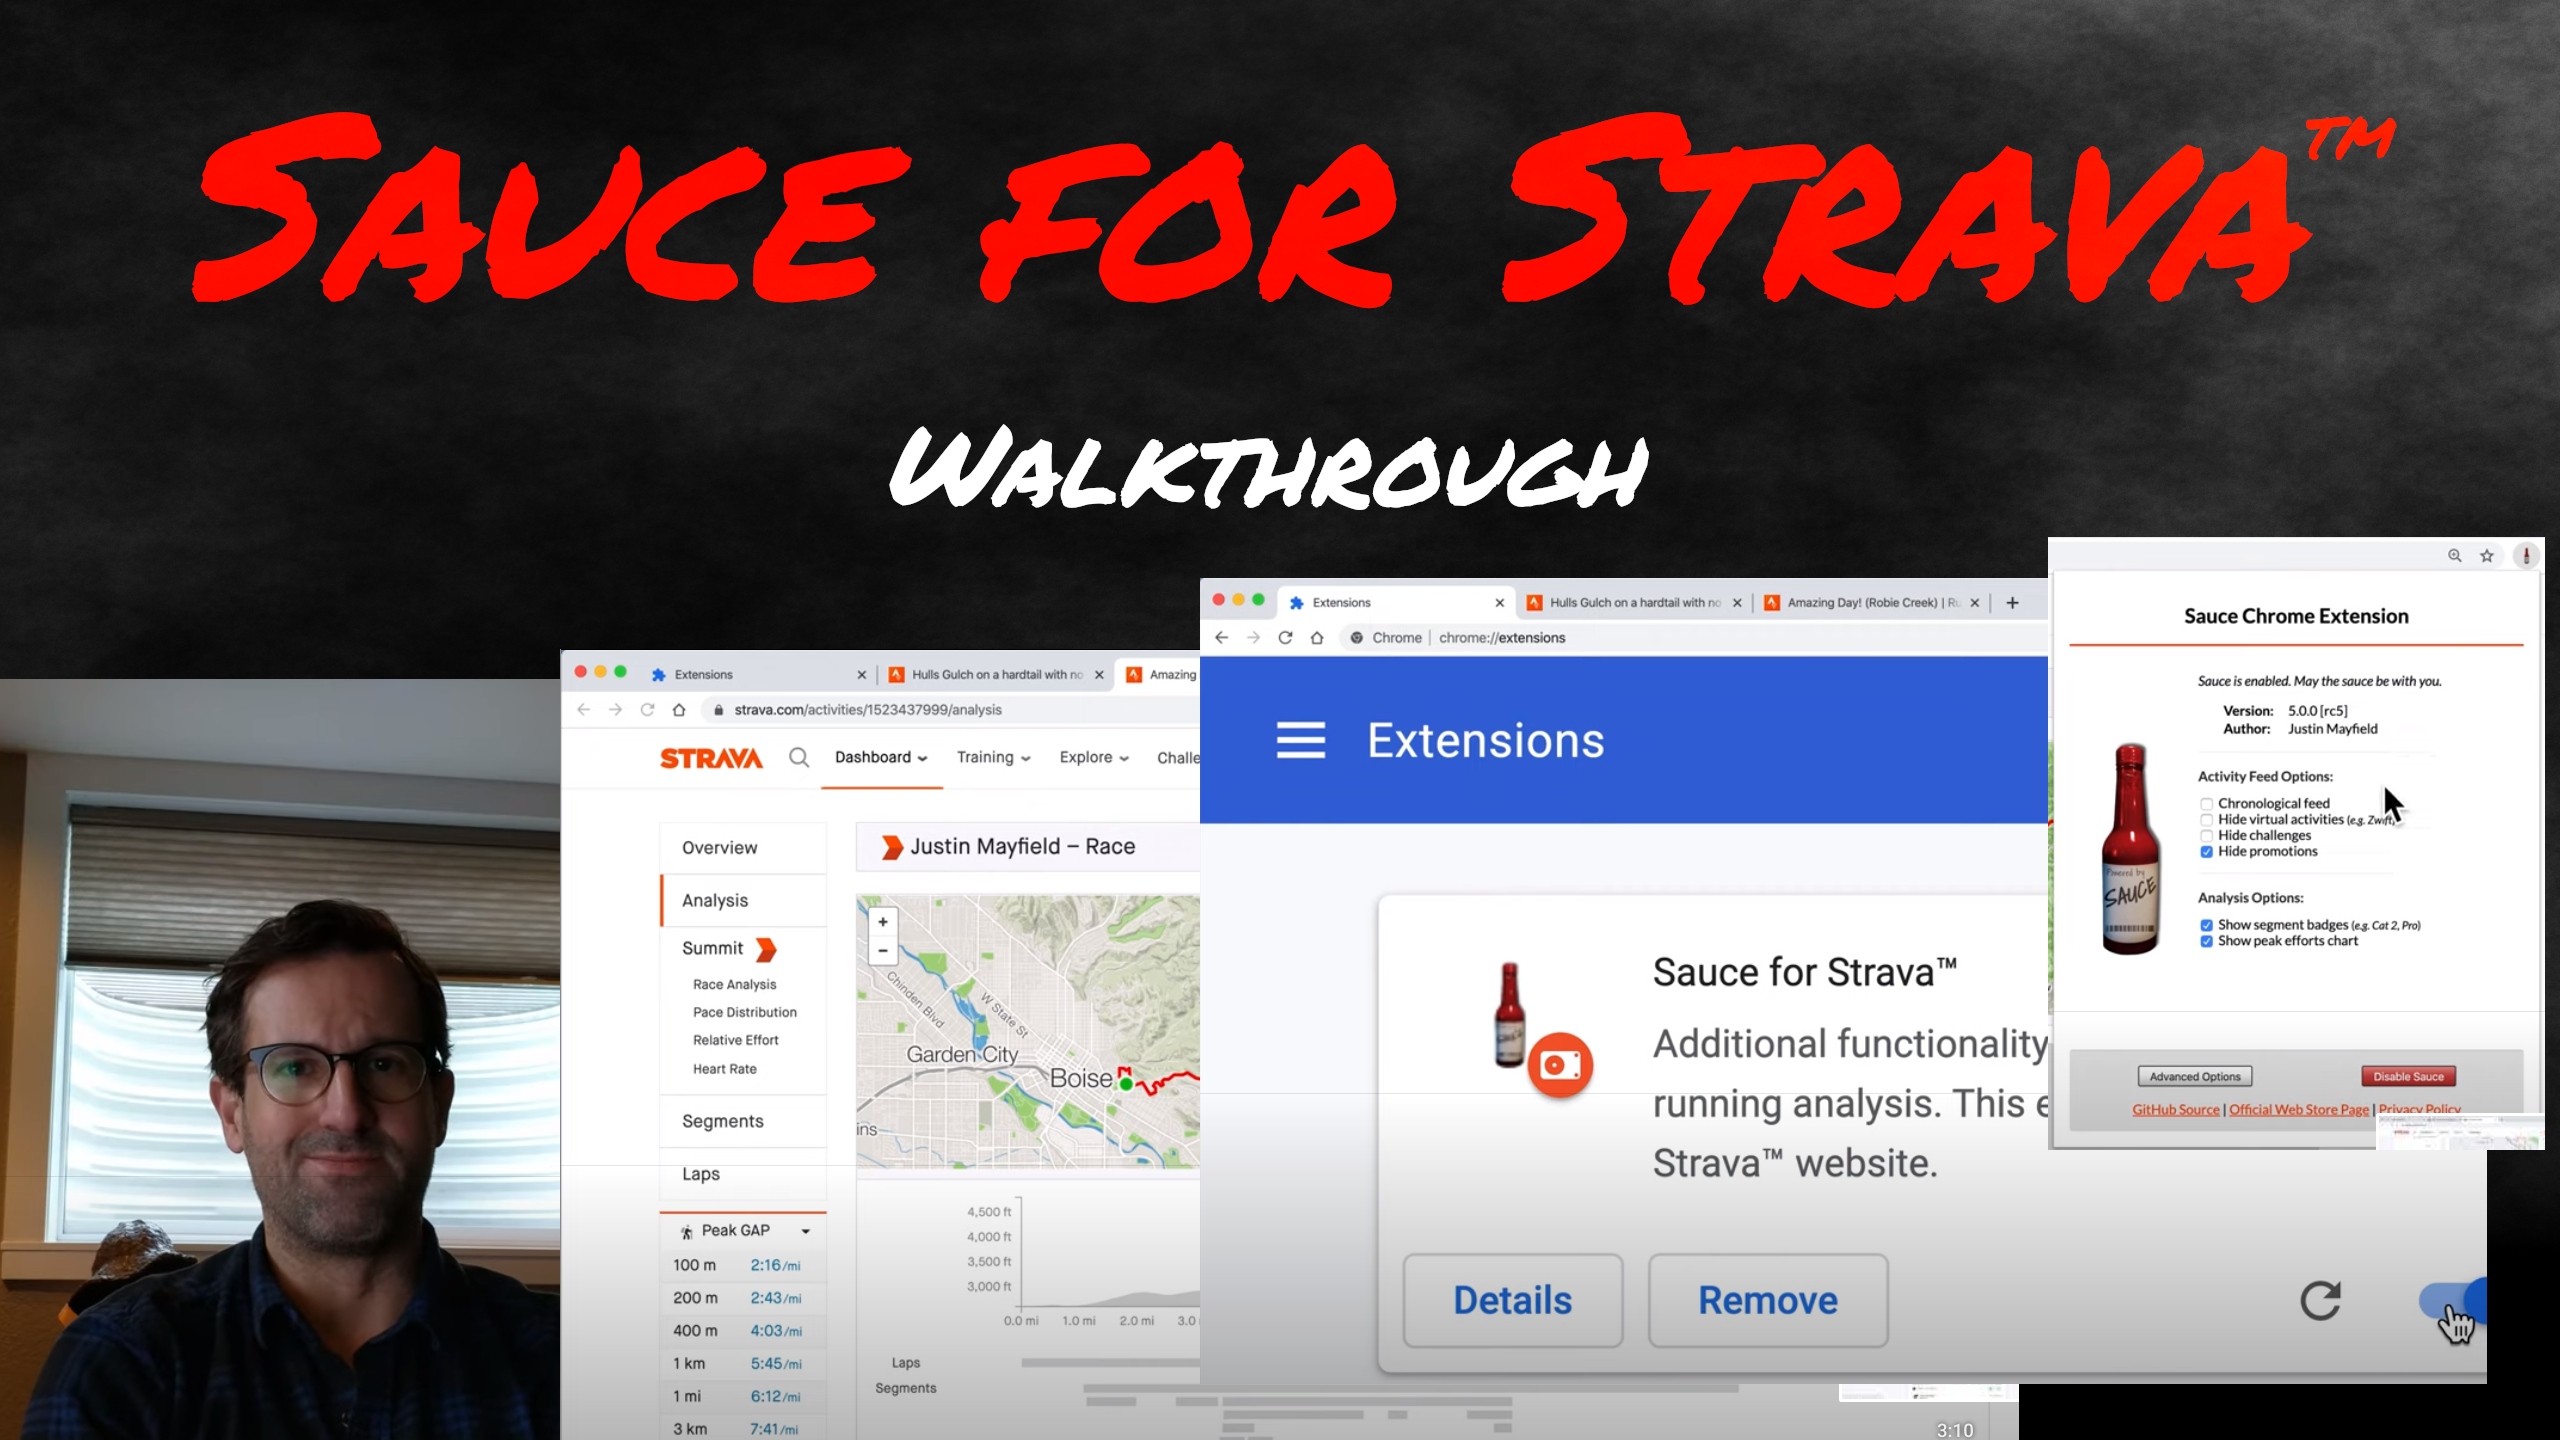 SAUCE FOR STRAVA™
WALKTHROUGH
Extensions
Hulls Gulch on a hardtail with no
Amazing
strava.com/activities/1523437999/analysis
STRAVA
Dashboard
Training
Explore
Challe
Overview
Analysis
Summit
Race Analysis
Pace Distribution
Relative Effort
Heart Rate
Segments
Laps
Peak GAP
100 m 2:16/mi
200 m 2:43/mi
400 m 4:03/mi
1 km 5:45/mi
1 mi 6:12/mi
3 km 7:41/mi
Justin Mayfield – Race
+
−
Chinden Blvd
W State St
Garden City
Boise
ins
4,500 ft
4,000 ft
3,500 ft
3,000 ft
0.0 mi 1.0 mi 2.0 mi 3.0
Laps
Segments
3:10
Extensions
Hulls Gulch on a hardtail with no
Amazing Day! (Robie Creek) | Ru
Chrome | chrome://extensions
Extensions
Sauce for Strava™
Additional functionality
running analysis. This e
Strava™ website.
Details
Remove
Sauce Chrome Extension
Sauce is enabled. May the sauce be with you.
Version: 5.0.0 [rc5]
Author: Justin Mayfield
Activity Feed Options:
Chronological feed
Hide virtual activities (e.g. Zwift)
Hide challenges
Hide promotions
Analysis Options:
Show segment badges (e.g. Cat 2, Pro)
Show peak efforts chart
Powered by
SAUCE
Advanced Options
Disable Sauce
GitHub Source | Official Web Store Page | Privacy Policy